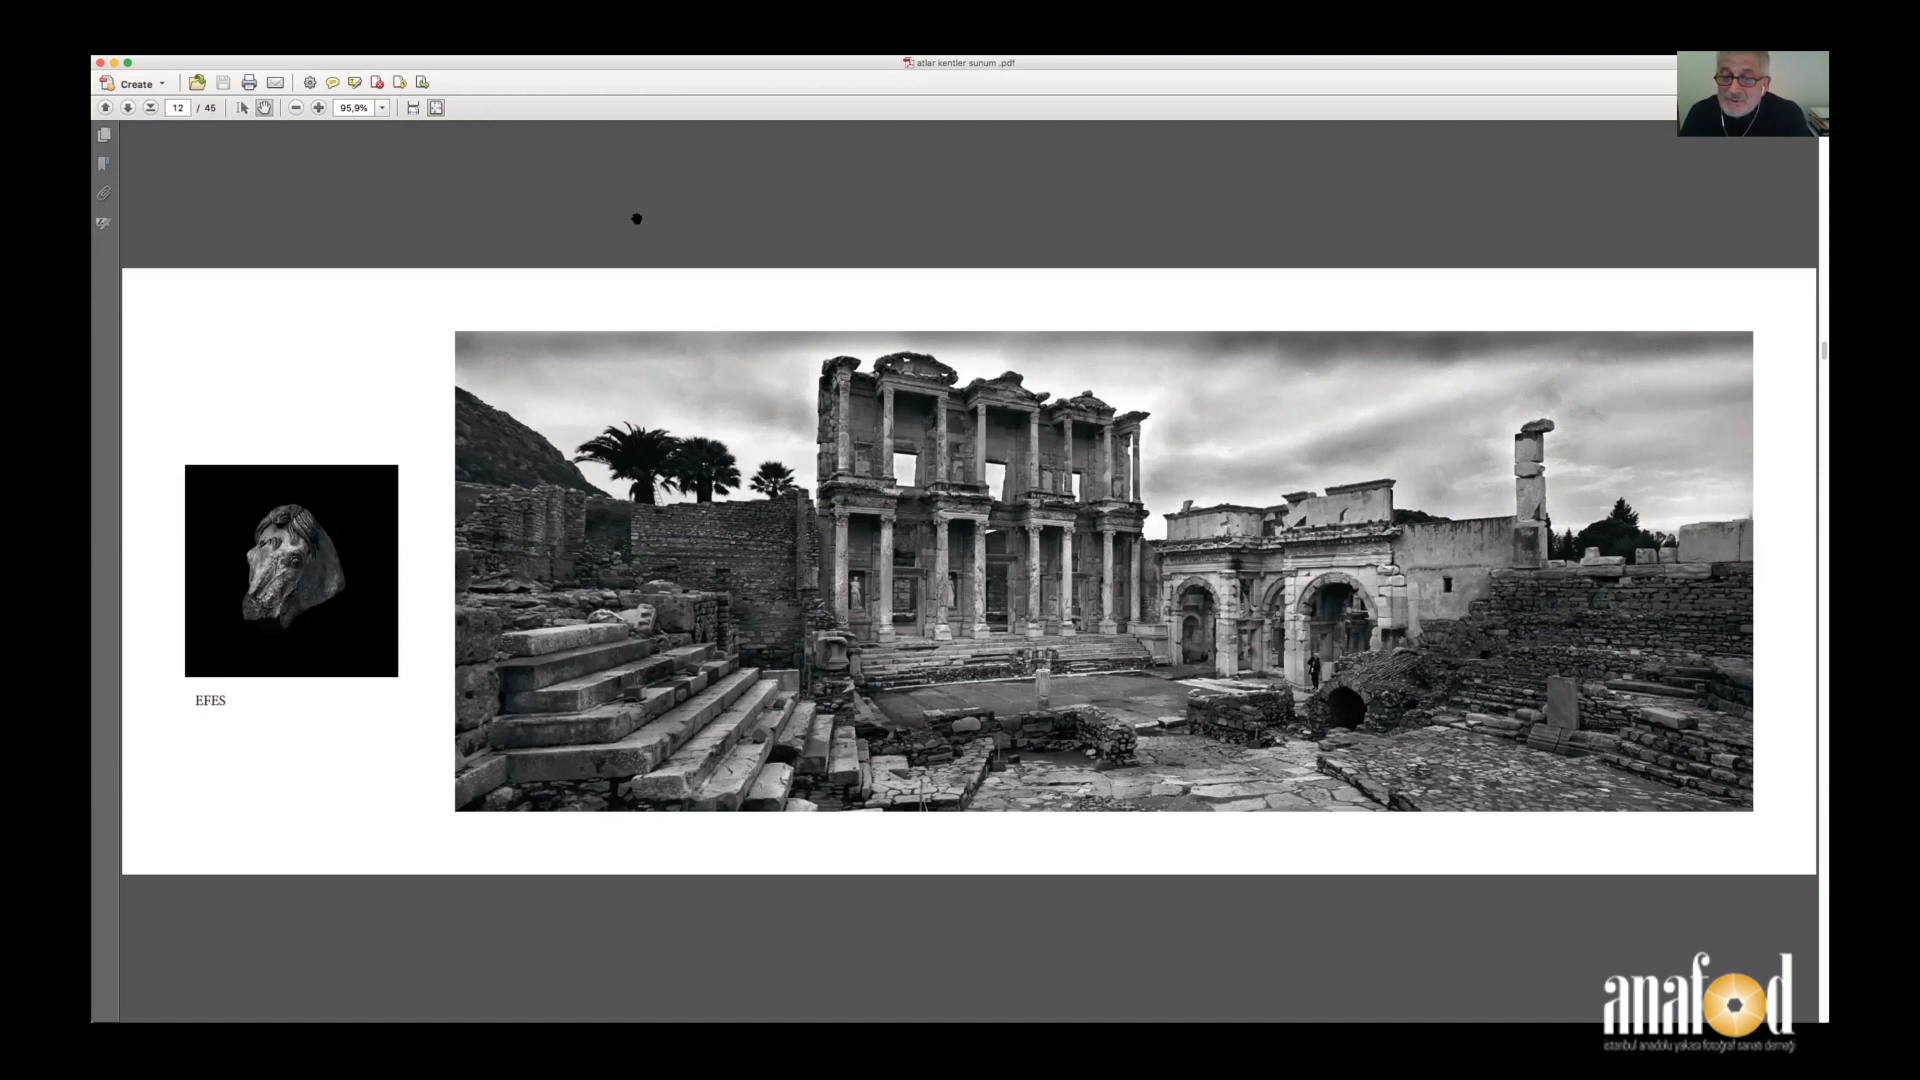 atlar kentler sunum .pdf
Create
12 / 45
95,9%
EFES
anafod
istanbul anadolu yakası fotoğraf sanatı derneği